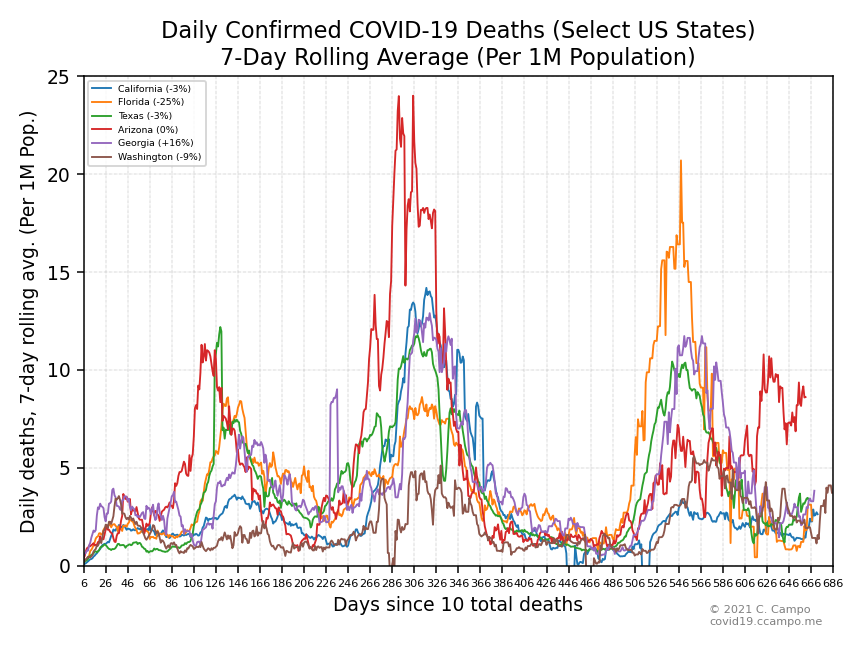 Daily Confirmed COVID-19 Deaths (Select US States)
7-Day Rolling Average (Per 1M Population)
Daily deaths, 7-day rolling avg. (Per 1M Pop.)
25
20
15
10
5
0
California (-3%)
Florida (-25%)
Texas (-3%)
Arizona (0%)
Georgia (+16%)
Washington (-9%)
6 26 46 66 86 106 126 146 166 186 206 226 246 266 286 306 326 346 366 386 406 426 446 466 486 506 526 546 566 586 606 626 646 666 686
Days since 10 total deaths
© 2021 C. Campo
covid19.ccampo.me